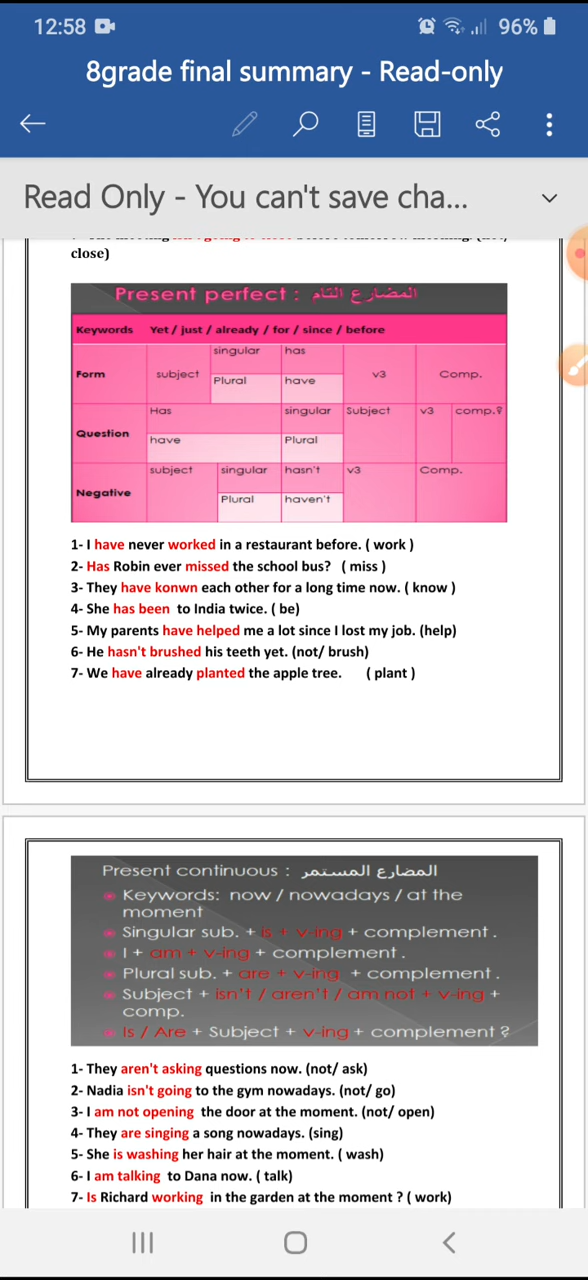 12:58 96%
8grade final summary - Read-only
Read Only - You can't save cha...
close)
Present perfect : المضارع التام
Keywords Yet / just / already / for / since / before
Form subject singular has v3 Comp.
Plural have
Question Has singular Subject v3 comp.?
have Plural
Negative subject singular hasn't v3 Comp.
Plural haven't
1- I have never worked in a restaurant before. ( work )
2- Has Robin ever missed the school bus? ( miss )
3- They have konwn each other for a long time now. ( know )
4- She has been to India twice. ( be)
5- My parents have helped me a lot since I lost my job. (help)
6- He hasn't brushed his teeth yet. (not/ brush)
7- We have already planted the apple tree. ( plant )
Present continuous : المضارع المستمر
Keywords: now / nowadays / at the
moment
Singular sub. + is + v-ing + complement .
I + am + v-ing + complement .
Plural sub. + are + v-ing + complement .
Subject + isn't / aren't / am not + v-ing +
comp.
Is / Are + Subject + v-ing + complement ?
1- They aren't asking questions now. (not/ ask)
2- Nadia isn't going to the gym nowadays. (not/ go)
3- I am not opening the door at the moment. (not/ open)
4- They are singing a song nowadays. (sing)
5- She is washing her hair at the moment. ( wash)
6- I am talking to Dana now. ( talk)
7- Is Richard working in the garden at the moment ? ( work)